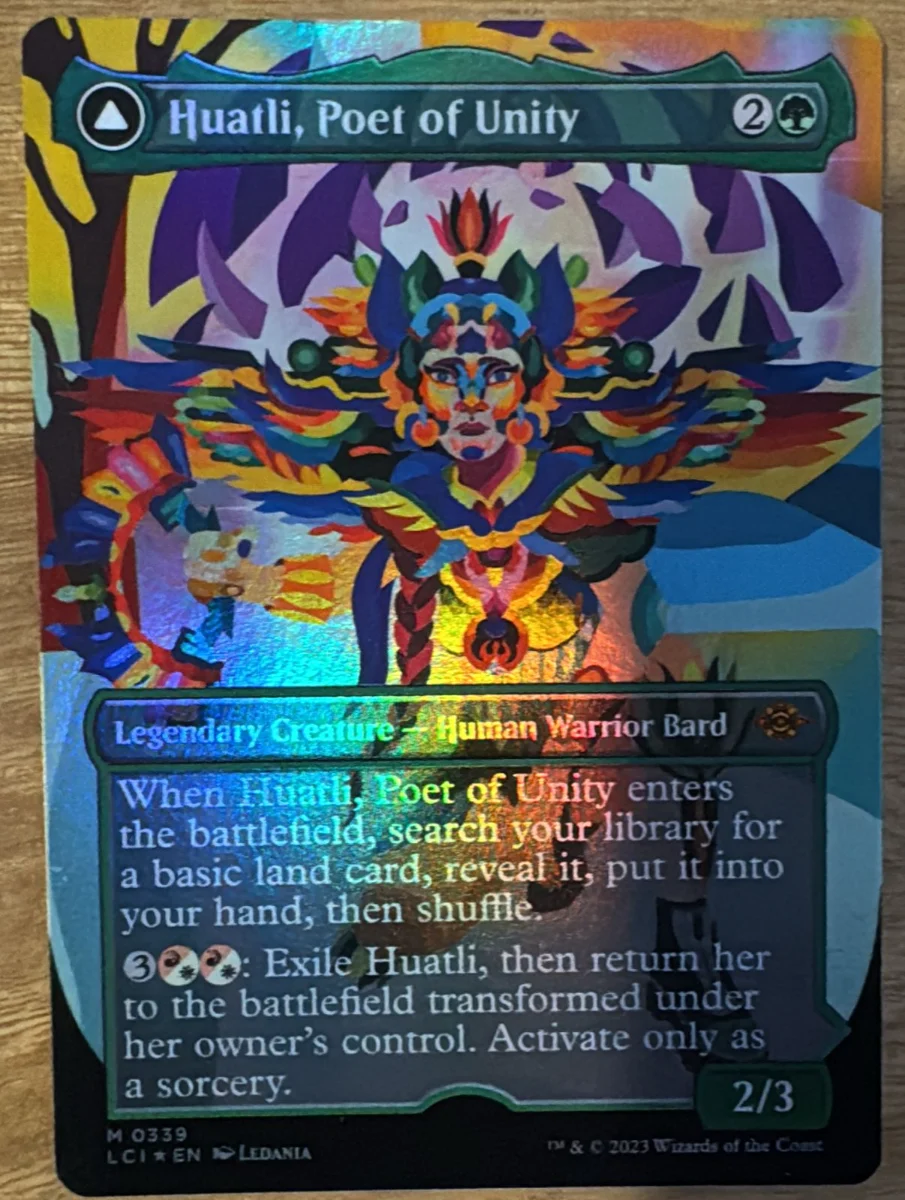 Huatli, Poet of Unity 2
Legendary Creature — Human Warrior Bard
When Huatli, Poet of Unity enters
the battlefield, search your library for
a basic land card, reveal it, put it into
your hand, then shuffle.
3: Exile Huatli, then return her
to the battlefield transformed under
her owner's control. Activate only as
a sorcery.
2/3
M 0339
LCI ★ EN LEDANIA
™ & © 2023 Wizards of the Coast